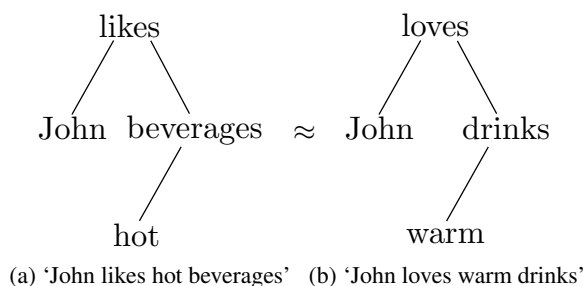 likes loves
John beverages ≈ John drinks
hot warm
(a) ‘John likes hot beverages’ (b) ‘John loves warm drinks’